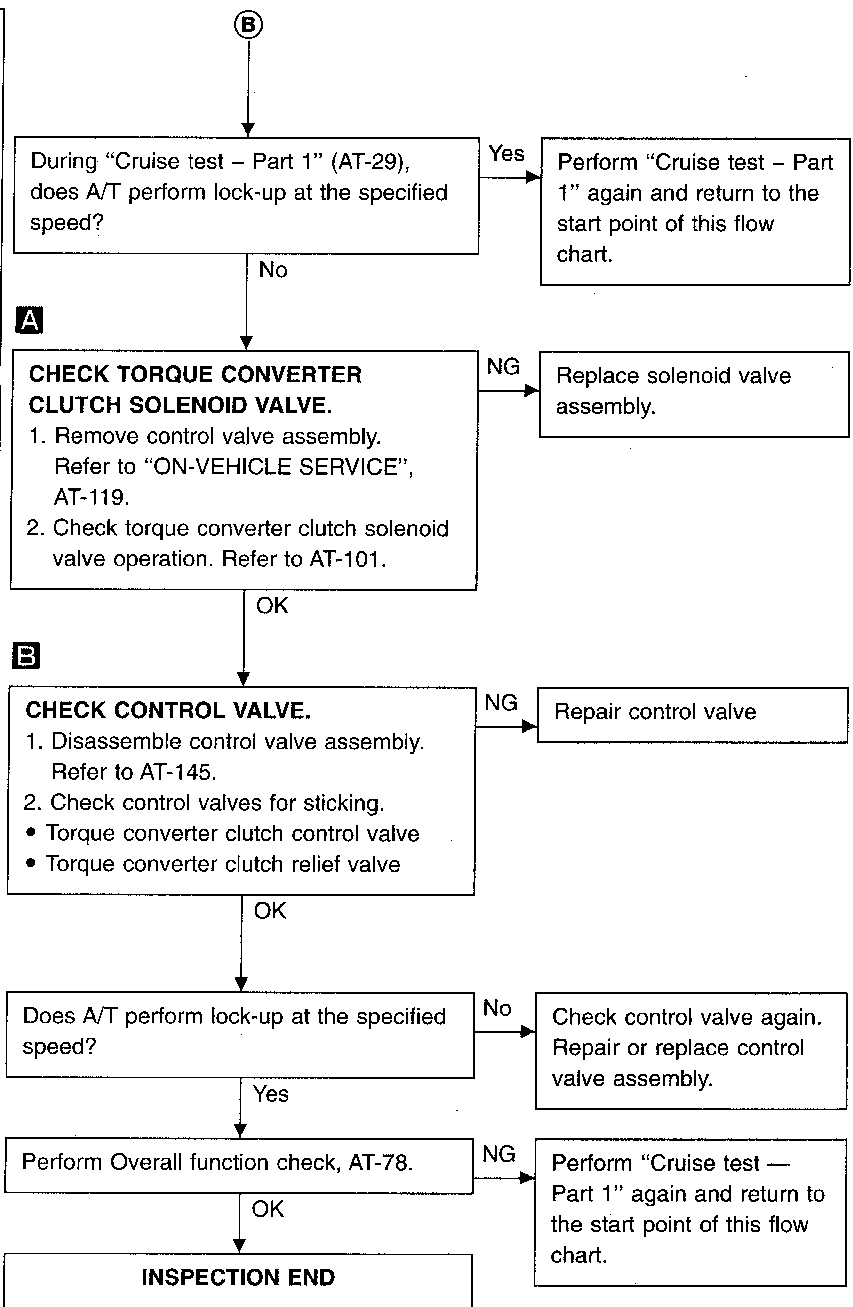 B
During “Cruise test – Part 1” (AT-29),
does A/T perform lock-up at the specified
speed?
Yes
Perform “Cruise test – Part
1” again and return to the
start point of this flow
chart.
No
A
CHECK TORQUE CONVERTER
CLUTCH SOLENOID VALVE.
1. Remove control valve assembly.
Refer to “ON-VEHICLE SERVICE”,
AT-119.
2. Check torque converter clutch solenoid
valve operation. Refer to AT-101.
NG
Replace solenoid valve
assembly.
OK
B
CHECK CONTROL VALVE.
1. Disassemble control valve assembly.
Refer to AT-145.
2. Check control valves for sticking.
• Torque converter clutch control valve
• Torque converter clutch relief valve
NG
Repair control valve
OK
Does A/T perform lock-up at the specified
speed?
No
Check control valve again.
Repair or replace control
valve assembly.
Yes
Perform Overall function check, AT-78.
NG
Perform “Cruise test —
Part 1” again and return to
the start point of this flow
chart.
OK
INSPECTION END